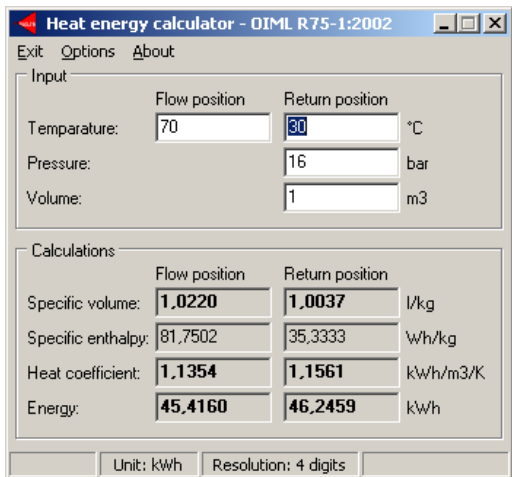 Heat energy calculator - OIML R75-1:2002
Exit Options About
Input
Flow position Return position
Temparature: 70 30 °C
Pressure: 16 bar
Volume: 1 m3
Calculations
Flow position Return position
Specific volume: 1,0220 1,0037 l/kg
Specific enthalpy: 81,7502 35,3333 Wh/kg
Heat coefficient: 1,1354 1,1561 kWh/m3/K
Energy: 45,4160 46,2459 kWh
Unit: kWh Resolution: 4 digits